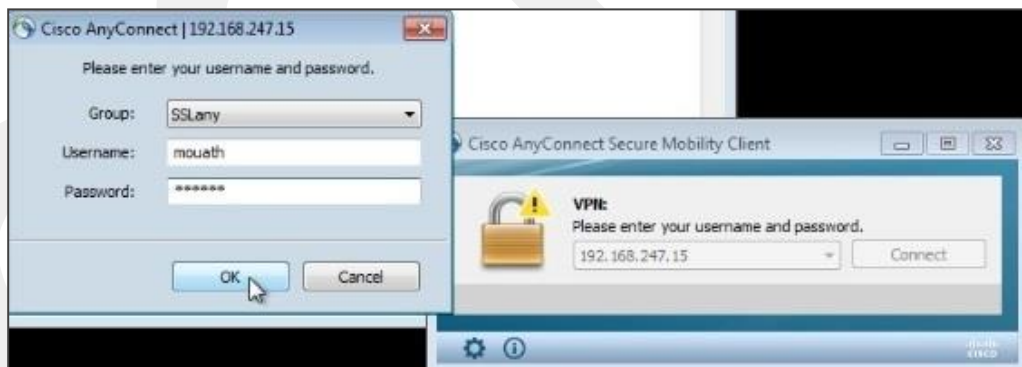 Cisco AnyConnect | 192.168.247.15
Please enter your username and password.
Group: SSLany
Username: mouath
Password: ******
OK Cancel
Cisco AnyConnect Secure Mobility Client
VPN:
Please enter your username and password.
192.168.247.15 Connect
CISCO